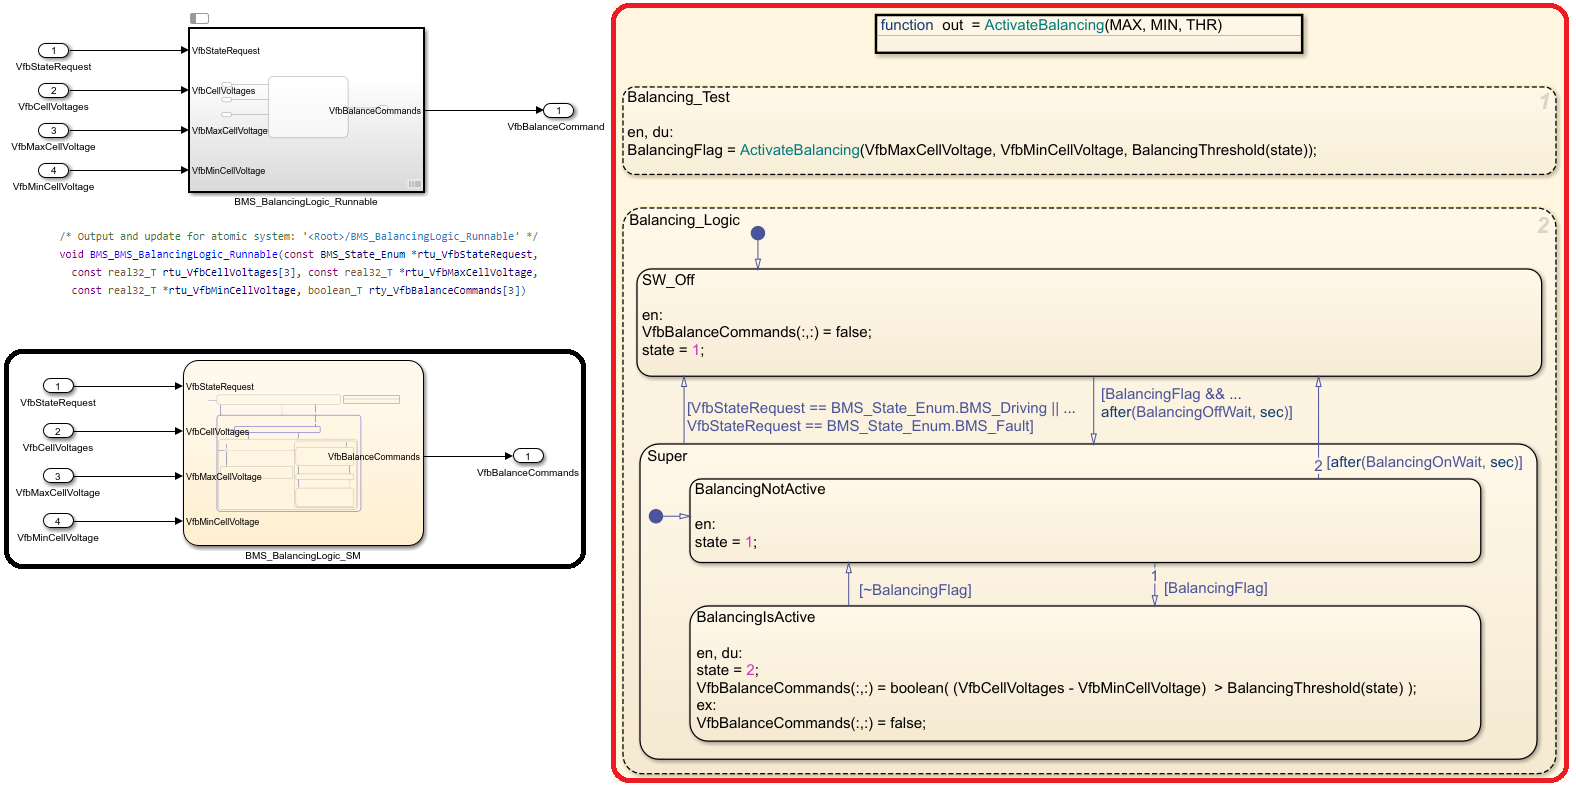 1
VfbStateRequest
2
VfbCellVoltages
3
VfbMaxCellVoltage
4
VfbMinCellVoltage
VfbStateRequest
VfbCellVoltages
VfbMaxCellVoltage
VfbMinCellVoltage
VfbBalanceCommands
BMS_BalancingLogic_Runnable
1
VfbBalanceCommand
/* Output and update for atomic system: '<Root>/BMS_BalancingLogic_Runnable' */
void BMS_BMS_BalancingLogic_Runnable(const BMS_State_Enum *rtu_VfbStateRequest,
const real32_T rtu_VfbCellVoltages[3], const real32_T *rtu_VfbMaxCellVoltage,
const real32_T *rtu_VfbMinCellVoltage, boolean_T rty_VfbBalanceCommands[3])
1
VfbStateRequest
2
VfbCellVoltages
3
VfbMaxCellVoltage
4
VfbMinCellVoltage
VfbStateRequest
VfbCellVoltages
VfbMaxCellVoltage
VfbMinCellVoltage
VfbBalanceCommands
BMS_BalancingLogic_SM
1
VfbBalanceCommands
function out = ActivateBalancing(MAX, MIN, THR)
Balancing_Test
1
en, du:
BalancingFlag = ActivateBalancing(VfbMaxCellVoltage, VfbMinCellVoltage, BalancingThreshold(state));
Balancing_Logic
2
SW_Off
en:
VfbBalanceCommands(:,:) = false;
state = 1;
[VfbStateRequest == BMS_State_Enum.BMS_Driving || ...
VfbStateRequest == BMS_State_Enum.BMS_Fault]
[BalancingFlag && ...
after(BalancingOffWait, sec)]
Super
2
[after(BalancingOnWait, sec)]
BalancingNotActive
en:
state = 1;
[~BalancingFlag]
1
[BalancingFlag]
BalancingIsActive
en, du:
state = 2;
VfbBalanceCommands(:,:) = boolean( (VfbCellVoltages - VfbMinCellVoltage) > BalancingThreshold(state) );
ex:
VfbBalanceCommands(:,:) = false;